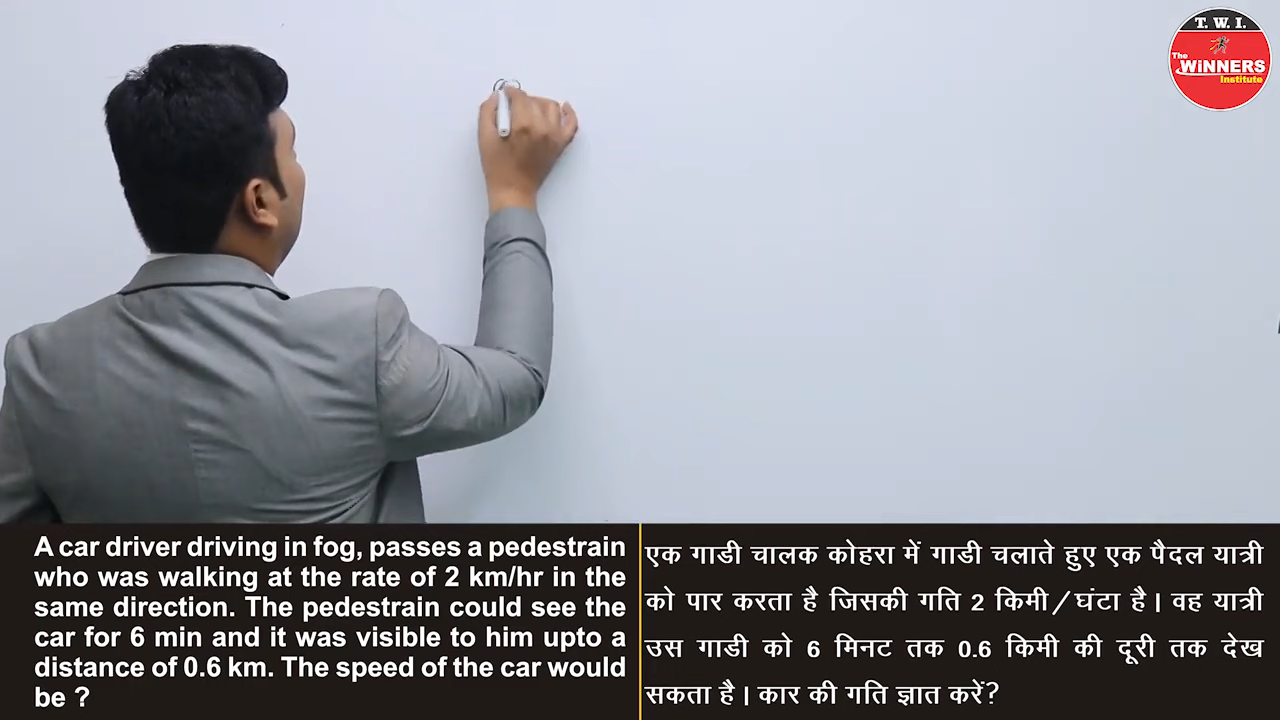 T. W. I.
The
WiNNERS
Institute
A car driver driving in fog, passes a pedestrain
who was walking at the rate of 2 km/hr in the
same direction. The pedestrain could see the
car for 6 min and it was visible to him upto a
distance of 0.6 km. The speed of the car would
be ?
एक गाडी चालक कोहरा में गाडी चलाते हुए एक पैदल यात्री
को पार करता है जिसकी गति 2 किमी/घंटा है। वह यात्री
उस गाडी को 6 मिनट तक 0.6 किमी की दूरी तक देख
सकता है। कार की गति ज्ञात करें?